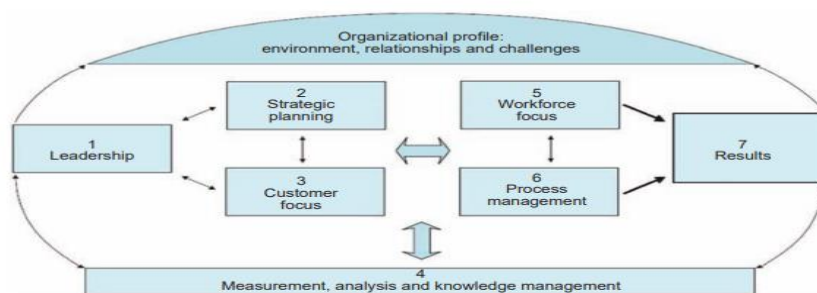 Organizational profile:
environment, relationships and challenges
2
Strategic
planning
5
Workforce
focus
1
Leadership
7
Results
3
Customer
focus
6
Process
management
4
Measurement, analysis and knowledge management